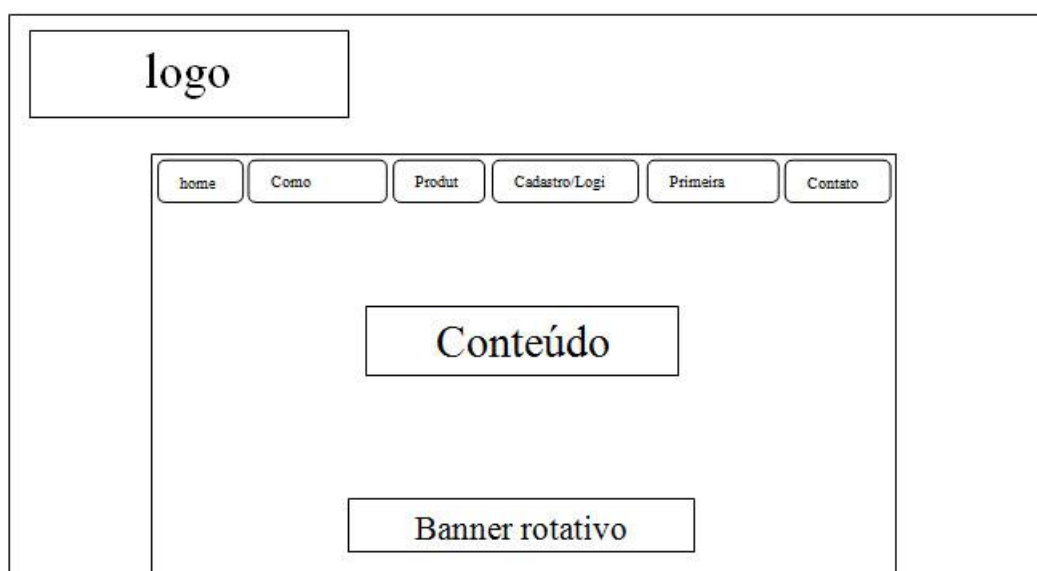 logo
home
Como
Produt
Cadastro/Logi
Primeira
Contato
Conteúdo
Banner rotativo